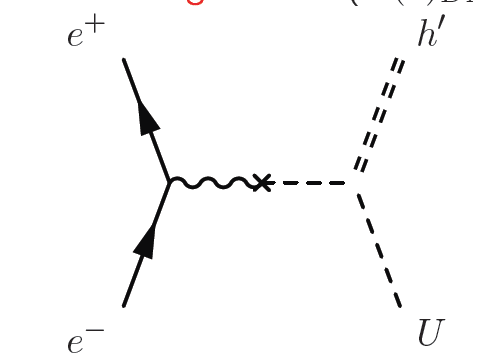 e⁺ h′
e⁻ U